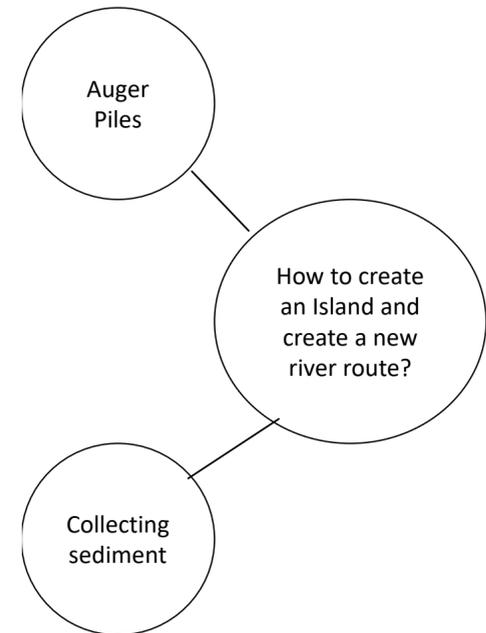 Auger
Piles
How to create
an Island and
create a new
river route?
Collecting
sediment